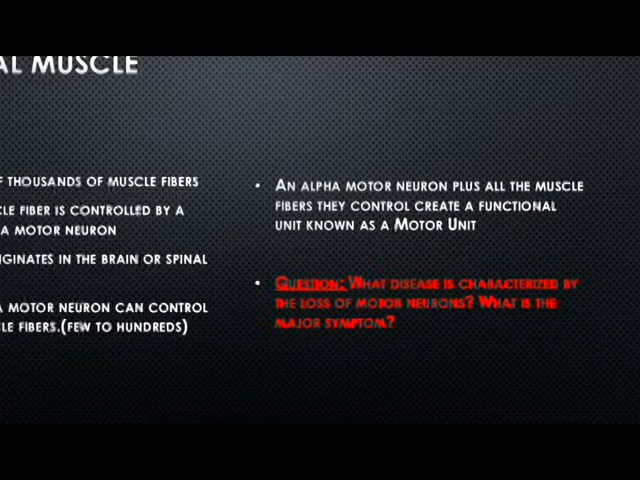 AL MUSCLE
F THOUSANDS OF MUSCLE FIBERS
CLE FIBER IS CONTROLLED BY A
A MOTOR NEURON
IGINATES IN THE BRAIN OR SPINAL
A MOTOR NEURON CAN CONTROL
CLE FIBERS.(FEW TO HUNDREDS)
• AN ALPHA MOTOR NEURON PLUS ALL THE MUSCLE
FIBERS THEY CONTROL CREATE A FUNCTIONAL
UNIT KNOWN AS A MOTOR UNIT
• QUESTION: WHAT DISEASE IS CHARACTERIZED BY
THE LOSS OF MOTOR NEURONS? WHAT IS THE
MAJOR SYMPTOM?